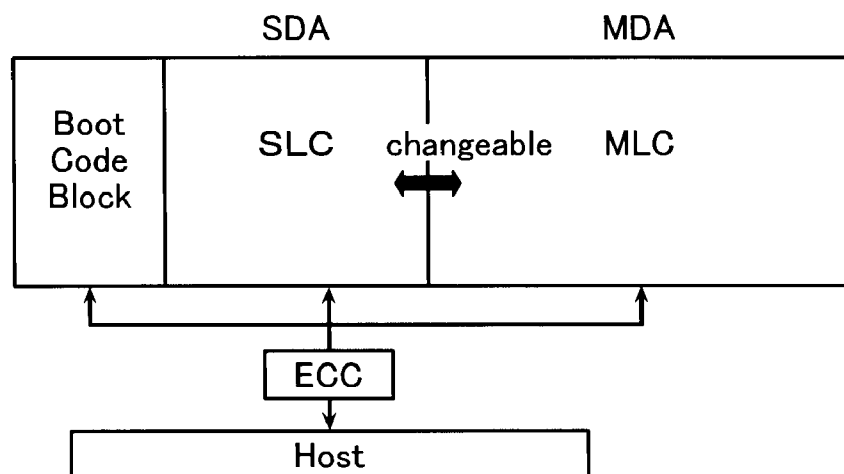 SDA MDA
Boot
Code
Block
SLC
changeable
MLC
ECC
Host